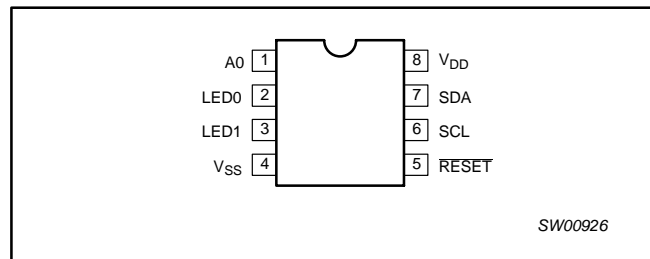 A0 1 8 VDD
LED0 2 7 SDA
LED1 3 6 SCL
VSS 4 5 RESET
SW00926